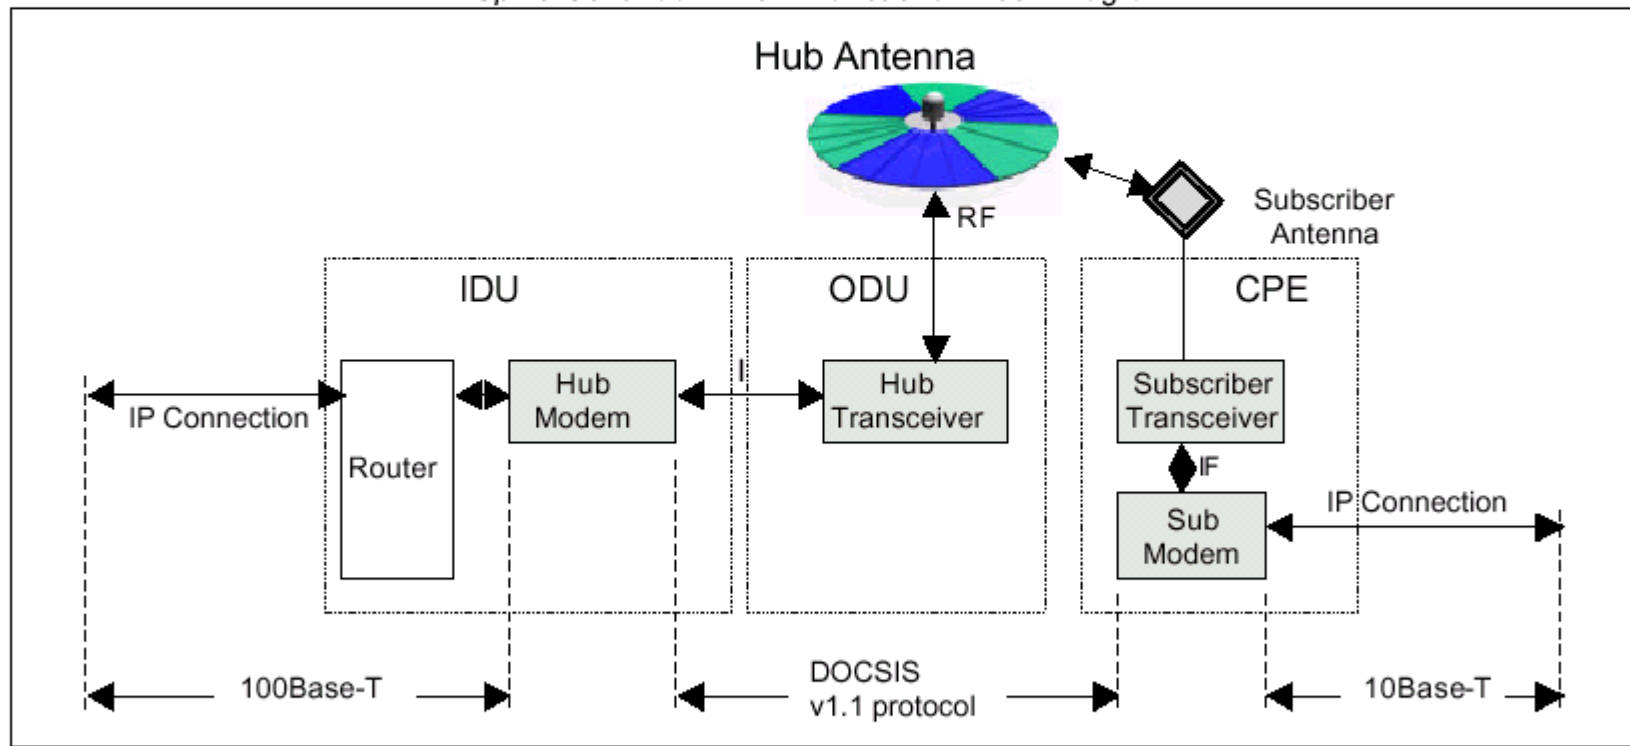 Hub Antenna
Subscriber
Antenna
RF
IDU
ODU
CPE
Hub
Modem
I
Hub
Transceiver
Subscriber
Transceiver
IP Connection
Router
IF
IP Connection
Sub
Modem
100Base-T
DOCSIS
v1.1 protocol
10Base-T